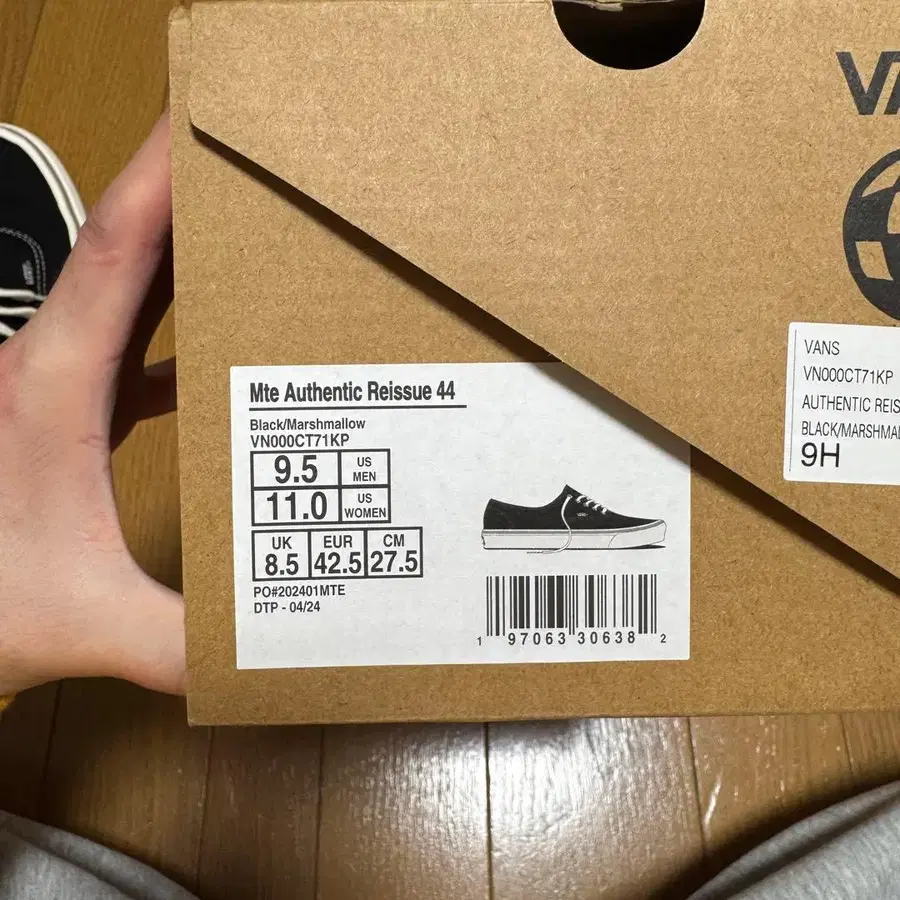 Mte Authentic Reissue 44
Black/Marshmallow
VN000CT71KP
9.5 US MEN
11.0 US WOMEN
UK EUR CM
8.5 42.5 27.5
PO#202401MTE
DTP - 04/24
1 97063 30638 2
VA
VANS
VN000CT71KP
AUTHENTIC REIS
BLACK/MARSHMAL
9H